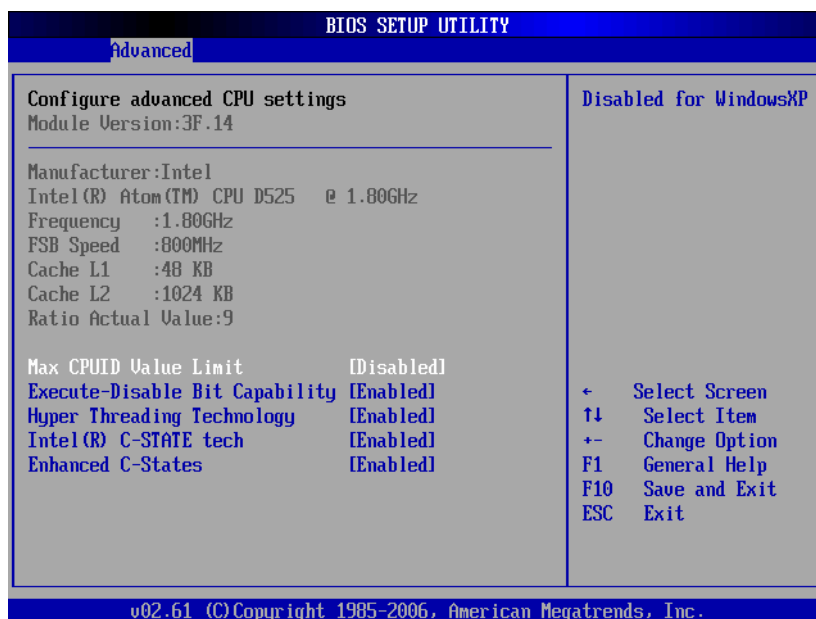 BIOS SETUP UTILITY
Advanced
Configure advanced CPU settings
Module Version:3F.14
Manufacturer:Intel
Intel(R) Atom(TM) CPU D525 @ 1.80GHz
Frequency :1.80GHz
FSB Speed :800MHz
Cache L1 :48 KB
Cache L2 :1024 KB
Ratio Actual Value:9
Max CPUID Value Limit [Disabled]
Execute-Disable Bit Capability [Enabled]
Hyper Threading Technology [Enabled]
Intel(R) C-STATE tech [Enabled]
Enhanced C-States [Enabled]
Disabled for WindowsXP
← Select Screen
↑↓ Select Item
+- Change Option
F1 General Help
F10 Save and Exit
ESC Exit
v02.61 (C)Copyright 1985-2006, American Megatrends, Inc.